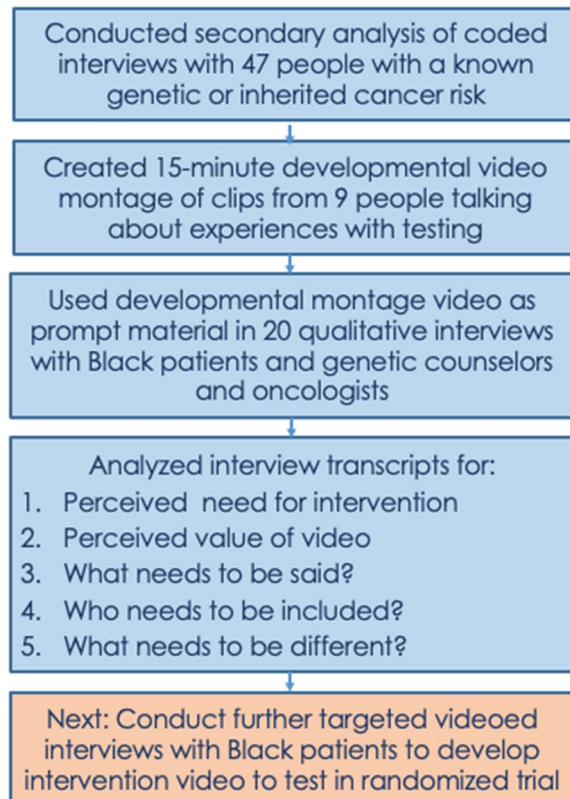 Conducted secondary analysis of coded
interviews with 47 people with a known
genetic or inherited cancer risk
Created 15-minute developmental video
montage of clips from 9 people talking
about experiences with testing
Used developmental montage video as
prompt material in 20 qualitative interviews
with Black patients and genetic counselors
and oncologists
Analyzed interview transcripts for:
1. Perceived need for intervention
2. Perceived value of video
3. What needs to be said?
4. Who needs to be included?
5. What needs to be different?
Next: Conduct further targeted videoed
interviews with Black patients to develop
intervention video to test in randomized trial